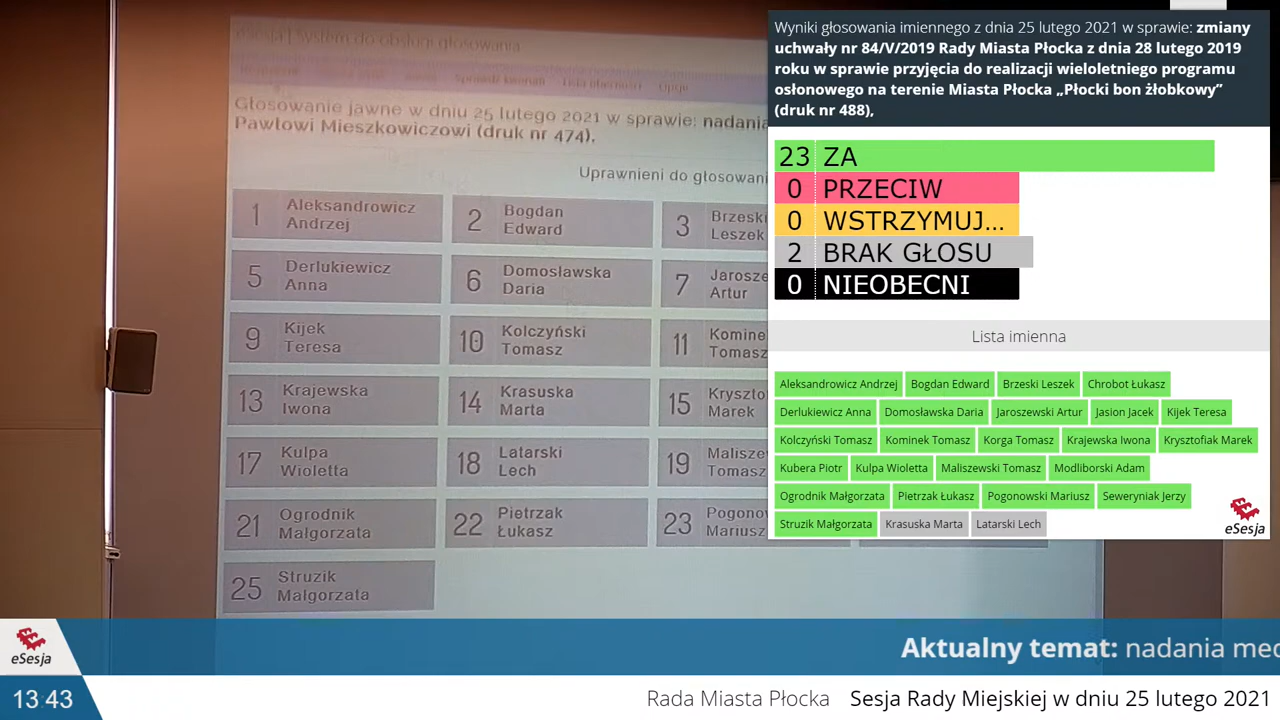 eSesja | System do obsługi głosowania
Sprawdź kworum Lista obecności Opcje
Głosowanie jawne w dniu 25 lutego 2021 w sprawie: nadania
Pawłowi Mieszkowiczowi (druk nr 474),
Uprawnieni do głosowani
1 Aleksandrowicz Andrzej
2 Bogdan Edward
3 Brzeski Leszek
5 Derlukiewicz Anna
6 Domosławska Daria
7 Jarosze Artur
9 Kijek Teresa
10 Kolczyński Tomasz
11 Komine Tomasz
13 Krajewska Iwona
14 Krasuska Marta
15 Kryszto Marek
17 Kulpa Wioletta
18 Latarski Lech
19 Malisze Tomasz
21 Ogrodnik Małgorzata
22 Pietrzak Łukasz
23 Pogonow Mariusz
25 Struzik Małgorzata
Wyniki głosowania imiennego z dnia 25 lutego 2021 w sprawie: zmiany
uchwały nr 84/V/2019 Rady Miasta Płocka z dnia 28 lutego 2019
roku w sprawie przyjęcia do realizacji wieloletniego programu
osłonowego na terenie Miasta Płocka „Płocki bon żłobkowy”
(druk nr 488),
23 ZA
0 PRZECIW
0 WSTRZYMUJ...
2 BRAK GŁOSU
0 NIEOBECNI
Lista imienna
Aleksandrowicz Andrzej Bogdan Edward Brzeski Leszek Chrobot Łukasz
Derlukiewicz Anna Domosławska Daria Jaroszewski Artur Jasion Jacek Kijek Teresa
Kolczyński Tomasz Kominek Tomasz Korga Tomasz Krajewska Iwona Krysztofiak Marek
Kubera Piotr Kulpa Wioletta Maliszewski Tomasz Modliborski Adam
Ogrodnik Małgorzata Pietrzak Łukasz Pogonowski Mariusz Seweryniak Jerzy
Struzik Małgorzata Krasuska Marta Latarski Lech
eSesja
eSesja
Aktualny temat: nadania med
13:43
Rada Miasta Płocka Sesja Rady Miejskiej w dniu 25 lutego 2021